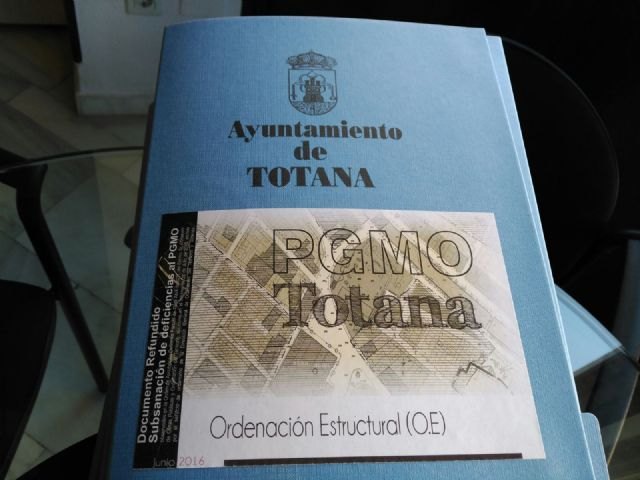 Ayuntamiento
de
TOTANA
PGMO
Totana
Ordenación Estructural (O.E)
Documento Refundido
Subsanación de deficiencias al PGMO
Junio 2016